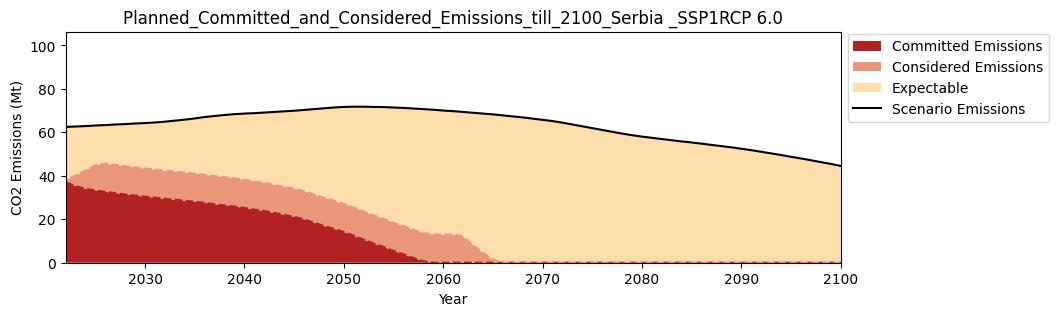 Planned_Committed_and_Considered_Emissions_till_2100_Serbia _SSP1RCP 6.0
CO2 Emissions (Mt)
100
80
60
40
20
0
2030
2040
2050
2060
2070
2080
2090
2100
Year
Committed Emissions
Considered Emissions
Expectable
Scenario Emissions